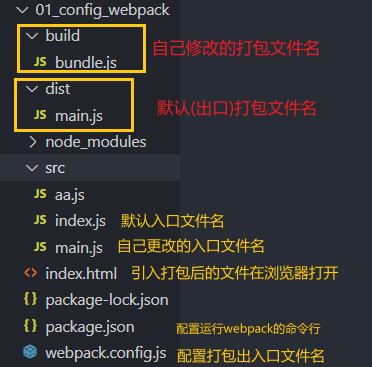 01_config_webpack
build 自己修改的打包文件名
JS bundle.js
dist 默认(出口)打包文件名
JS main.js
node_modules
src
JS aa.js
JS index.js 默认入口文件名
JS main.js 自己更改的入口文件名
<> index.html 引入打包后的文件在浏览器打开
package-lock.json
package.json 配置运行webpack的命令行
webpack.config.js 配置打包出入口文件名